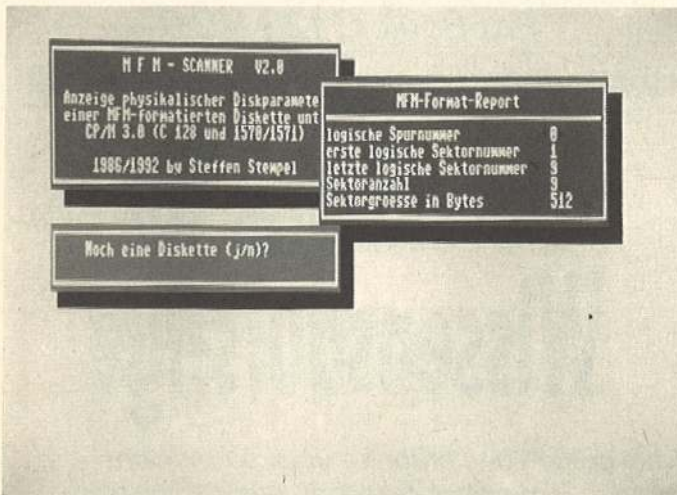 M F M - SCANNER V2.0
Anzeige physikalischer Diskparamete
einer MFM-formatierten Diskette unt
CP/M 3.0 (C 128 und 1570/1571)
1986/1992 by Steffen Stempel
MFM-Format-Report
logische Spurnummer 0
erste logische Sektornummer 1
letzte logische Sektornummer 9
Sektoranzahl 9
Sektorgroesse in Bytes 512
Noch eine Diskette (j/n)?